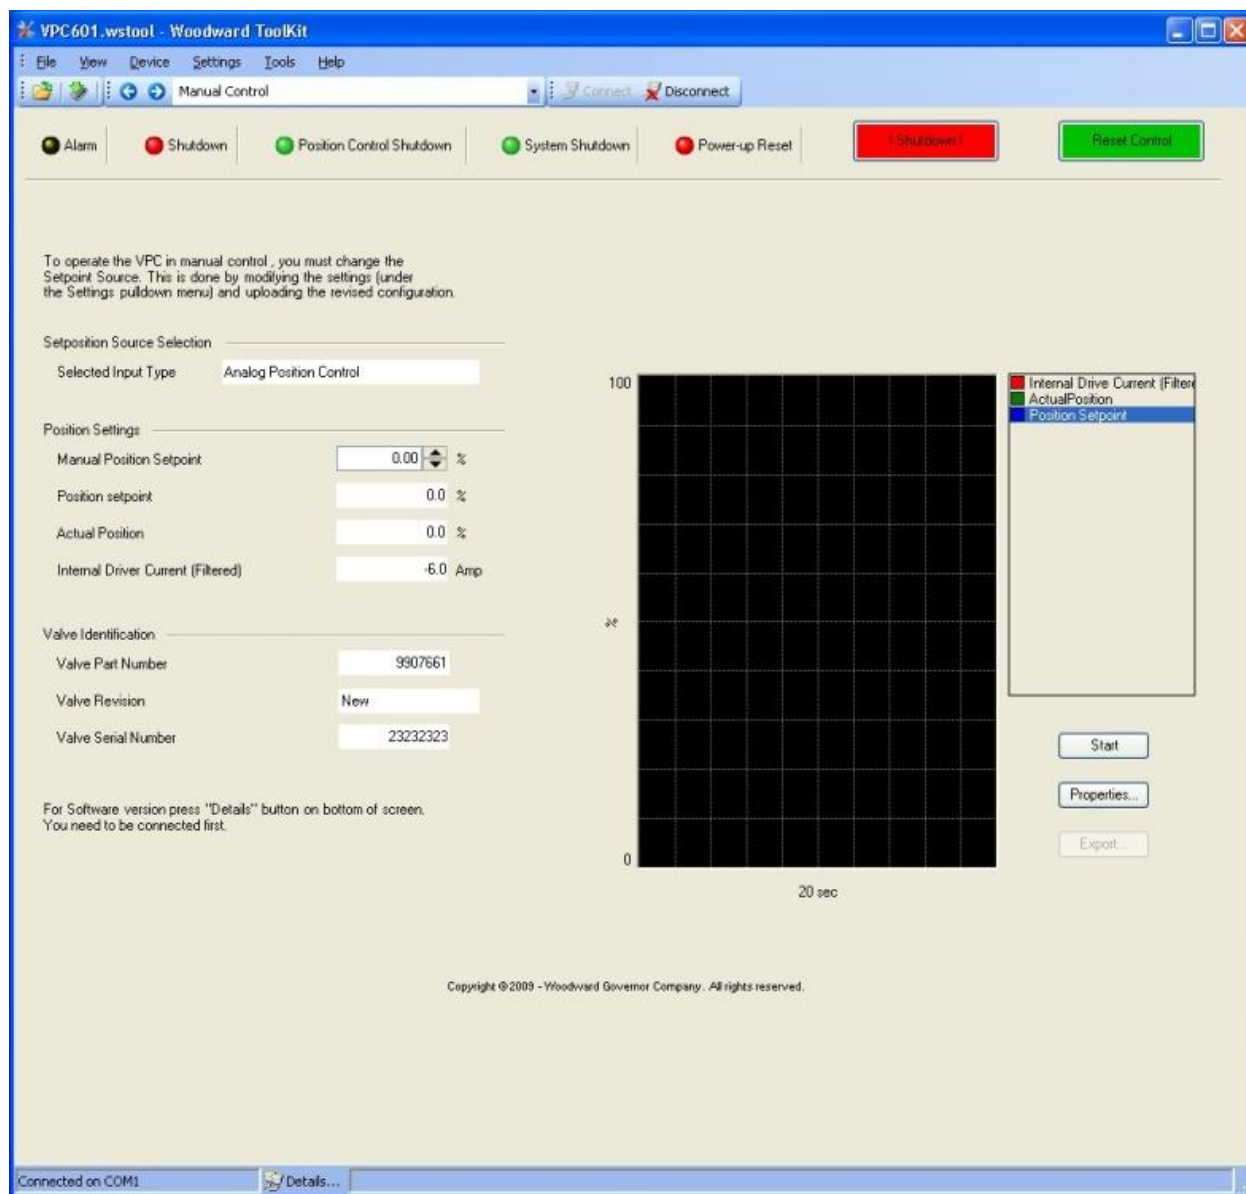 VPC601.wstool - Woodward ToolKit
File View Device Settings Tools Help
Manual Control Connect Disconnect
Alarm Shutdown Position Control Shutdown System Shutdown Power-up Reset ! Shutdown ! Reset Control
To operate the VPC in manual control , you must change the
Setpoint Source. This is done by modifying the settings (under
the Settings pulldown menu) and uploading the revised configuration.
Setposition Source Selection
Selected Input Type Analog Position Control
Position Settings
Manual Position Setpoint 0.00 %
Position setpoint 0.0 %
Actual Position 0.0 %
Internal Driver Current (Filtered) -6.0 Amp
Valve Identification
Valve Part Number 9907661
Valve Revision New
Valve Serial Number 23232323
For Software version press "Details" button on bottom of screen.
You need to be connected first.
100
%
0
20 sec
Internal Drive Current (Filtere
ActualPosition
Position Setpoint
Start
Properties...
Export...
Copyright ©2009 - Woodward Governor Company. All rights reserved.
Connected on COM1 Details...